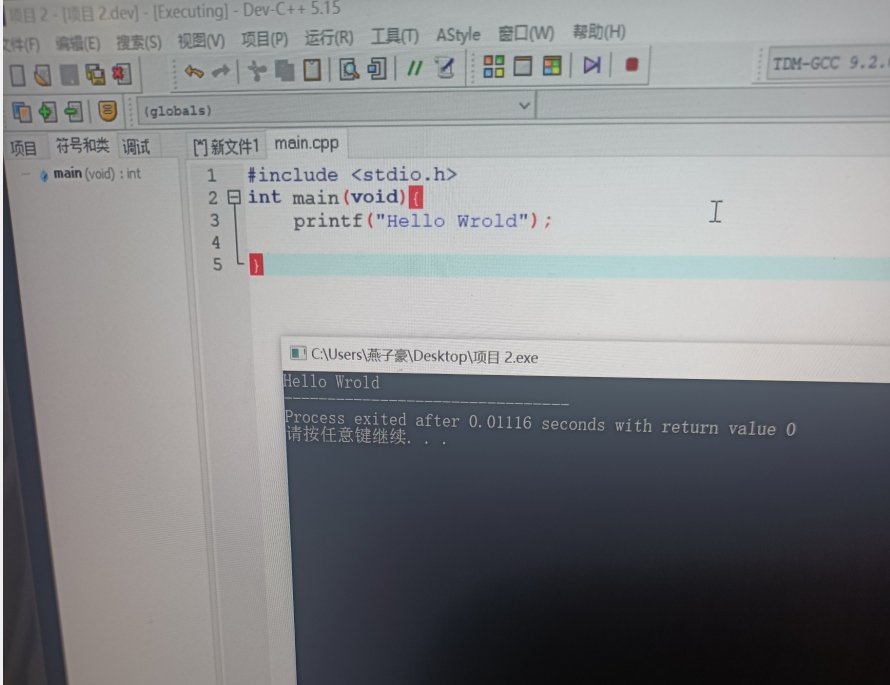 项目 2 - [项目 2.dev] - [Executing] - Dev-C++ 5.15
文件(F) 编辑(E) 搜索(S) 视图(V) 项目(P) 运行(R) 工具(T) AStyle 窗口(W) 帮助(H)
TDM-GCC 9.2.
(globals)
项目 符号和类 调试 [*] 新文件1 main.cpp
main (void) : int
1 #include <stdio.h>
2 int main(void){
3 printf("Hello Wrold");
4
5 }
C:\Users\燕子豪\Desktop\项目 2.exe
Hello Wrold
--------------------------------
Process exited after 0.01116 seconds with return value 0
请按任意键继续. . .